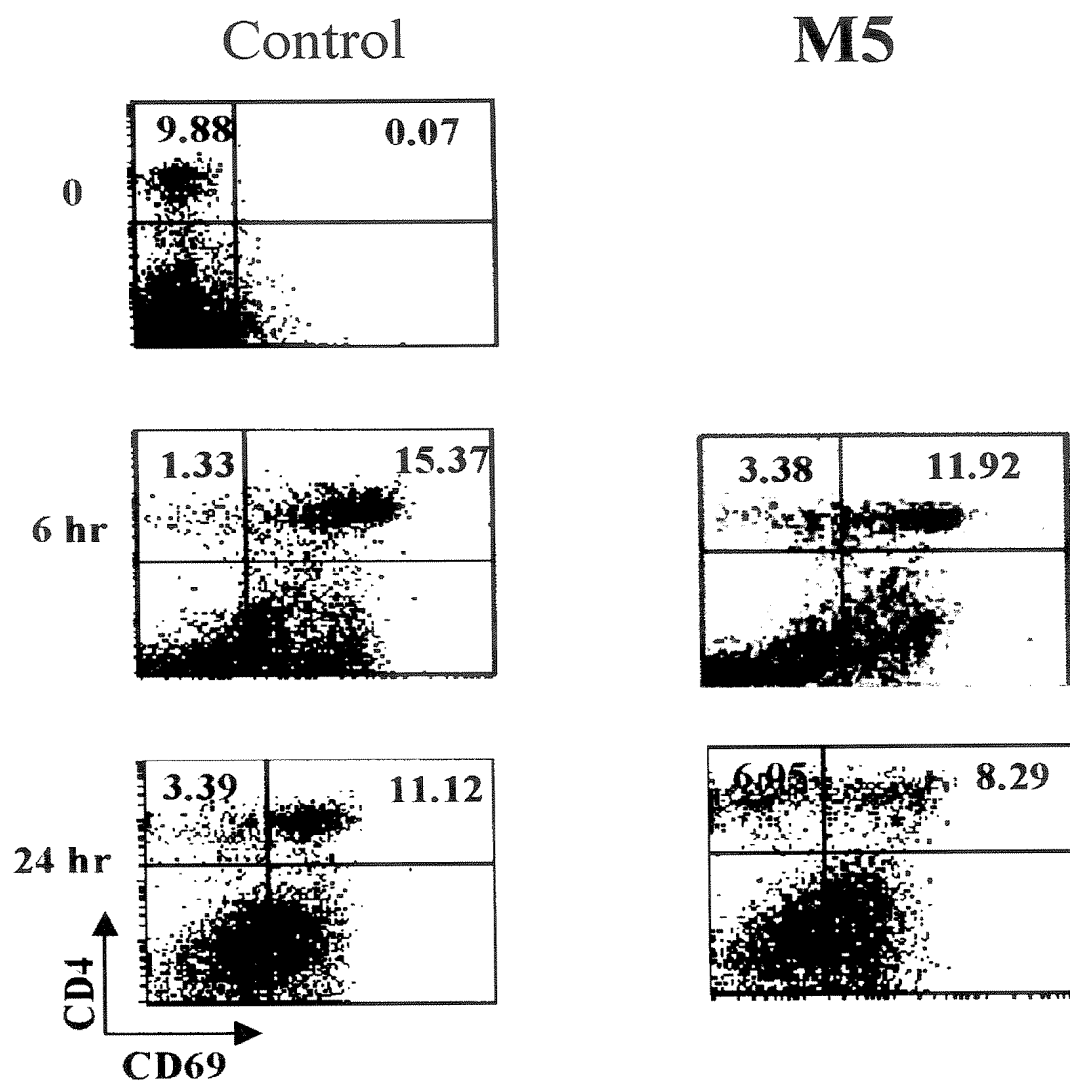 Control M5
0
9.88 0.07
6 hr
1.33 15.37
3.38 11.92
24 hr
3.39 11.12
6.05 8.29
CD4
CD69